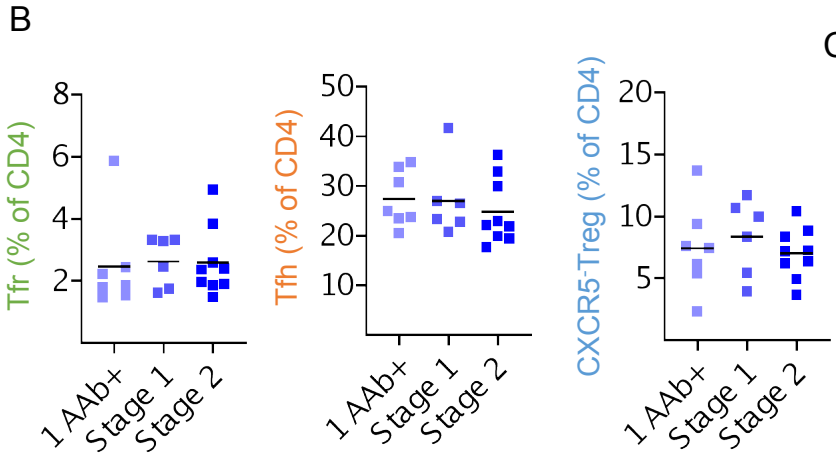 B
C
Tfr (% of CD4)
8
6
4
2
1 AAb+
Stage 1
Stage 2
Tfh (% of CD4)
50
40
30
20
10
1 AAb+
Stage 1
Stage 2
CXCR5⁻Treg (% of CD4)
20
15
10
5
1 AAb+
Stage 1
Stage 2